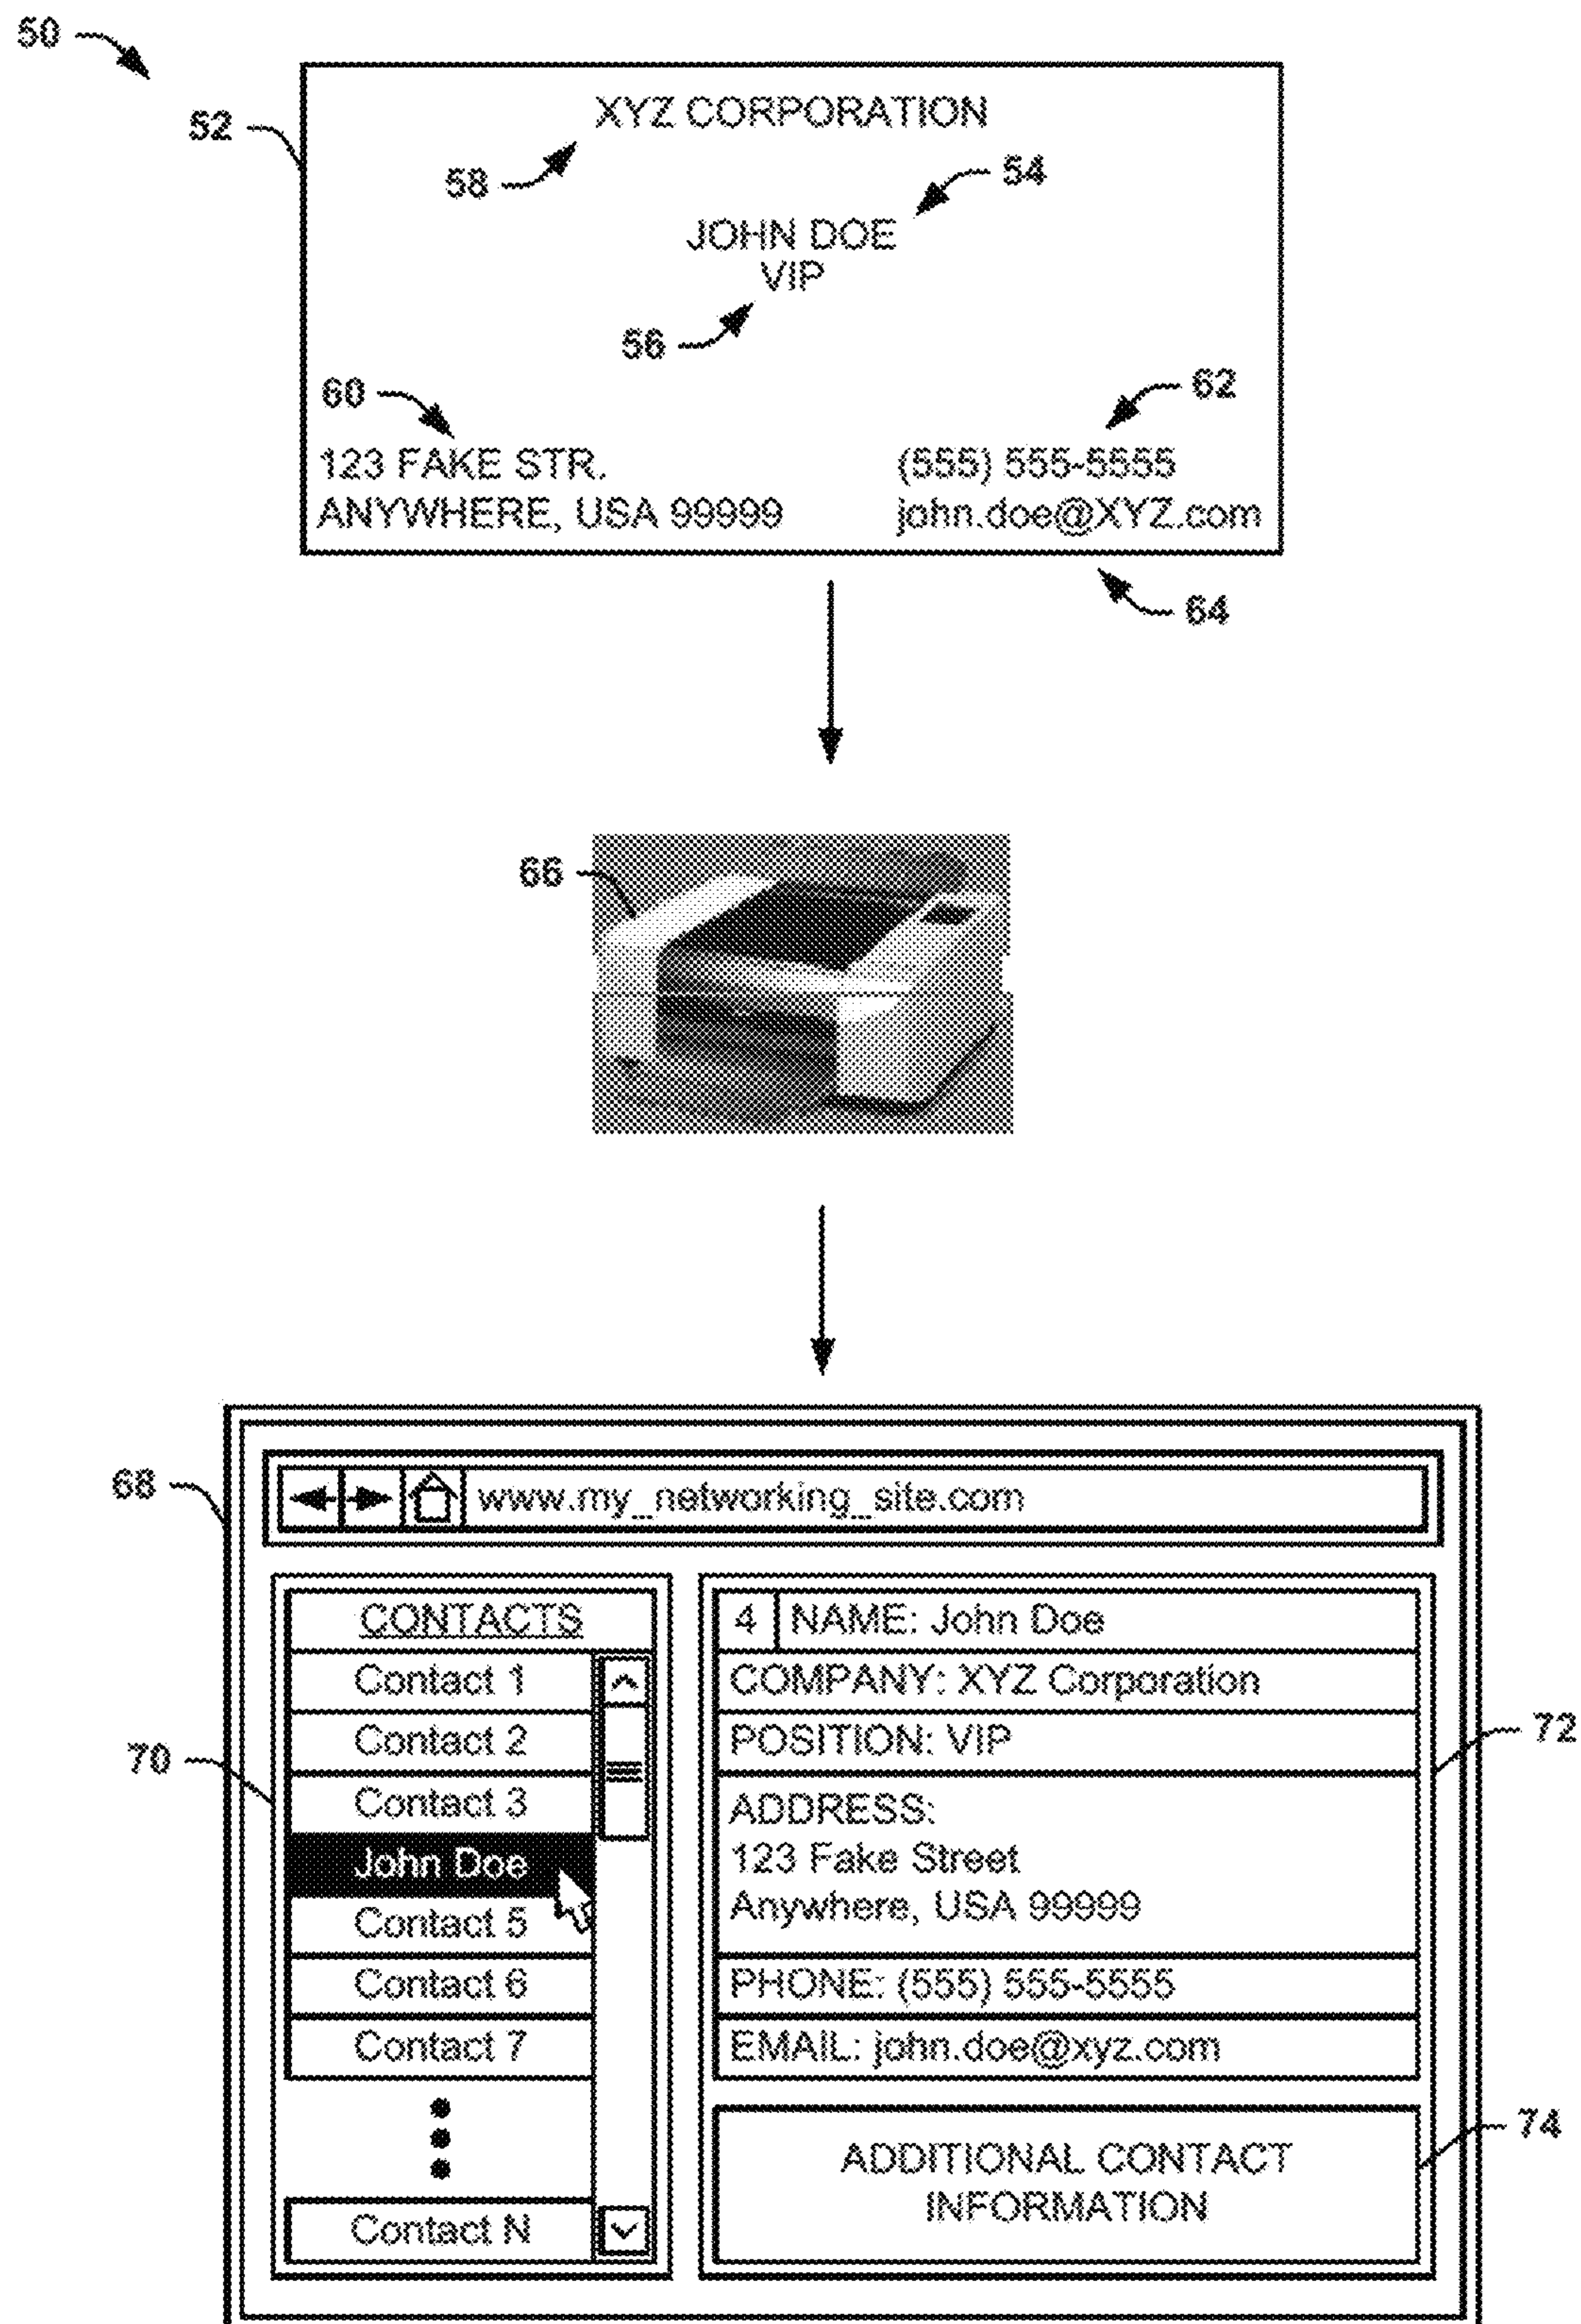 50
52
XYZ CORPORATION
58
54
JOHN DOE
VIP
56
60
62
123 FAKE STR.
(555) 555-5555
ANYWHERE, USA 99999
john.doe@XYZ.com
64
66
68
www.my_networking_site.com
CONTACTS
Contact 1
Contact 2
Contact 3
John Doe
Contact 5
Contact 6
Contact 7
Contact N
70
4 NAME: John Doe
COMPANY: XYZ Corporation
POSITION: VIP
ADDRESS:
123 Fake Street
Anywhere, USA 99999
PHONE: (555) 555-5555
EMAIL: john.doe@xyz.com
72
ADDITIONAL CONTACT
INFORMATION
74